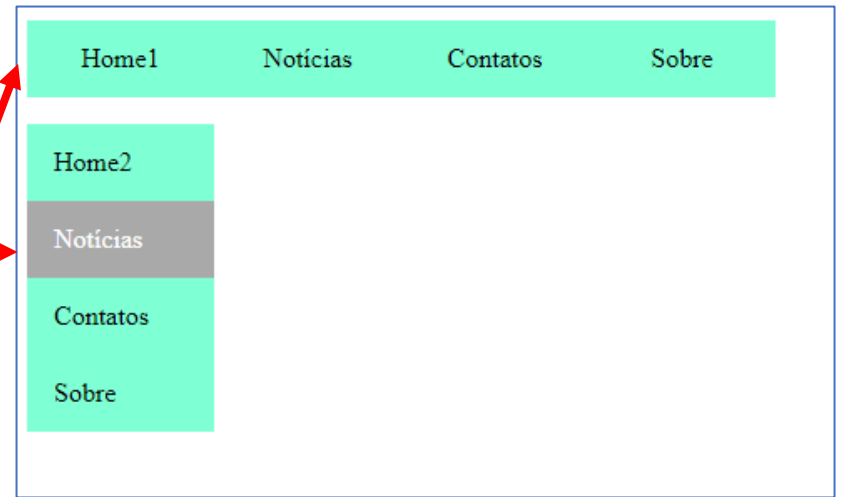 Home1 Notícias Contatos Sobre
Home2
Notícias
Contatos
Sobre